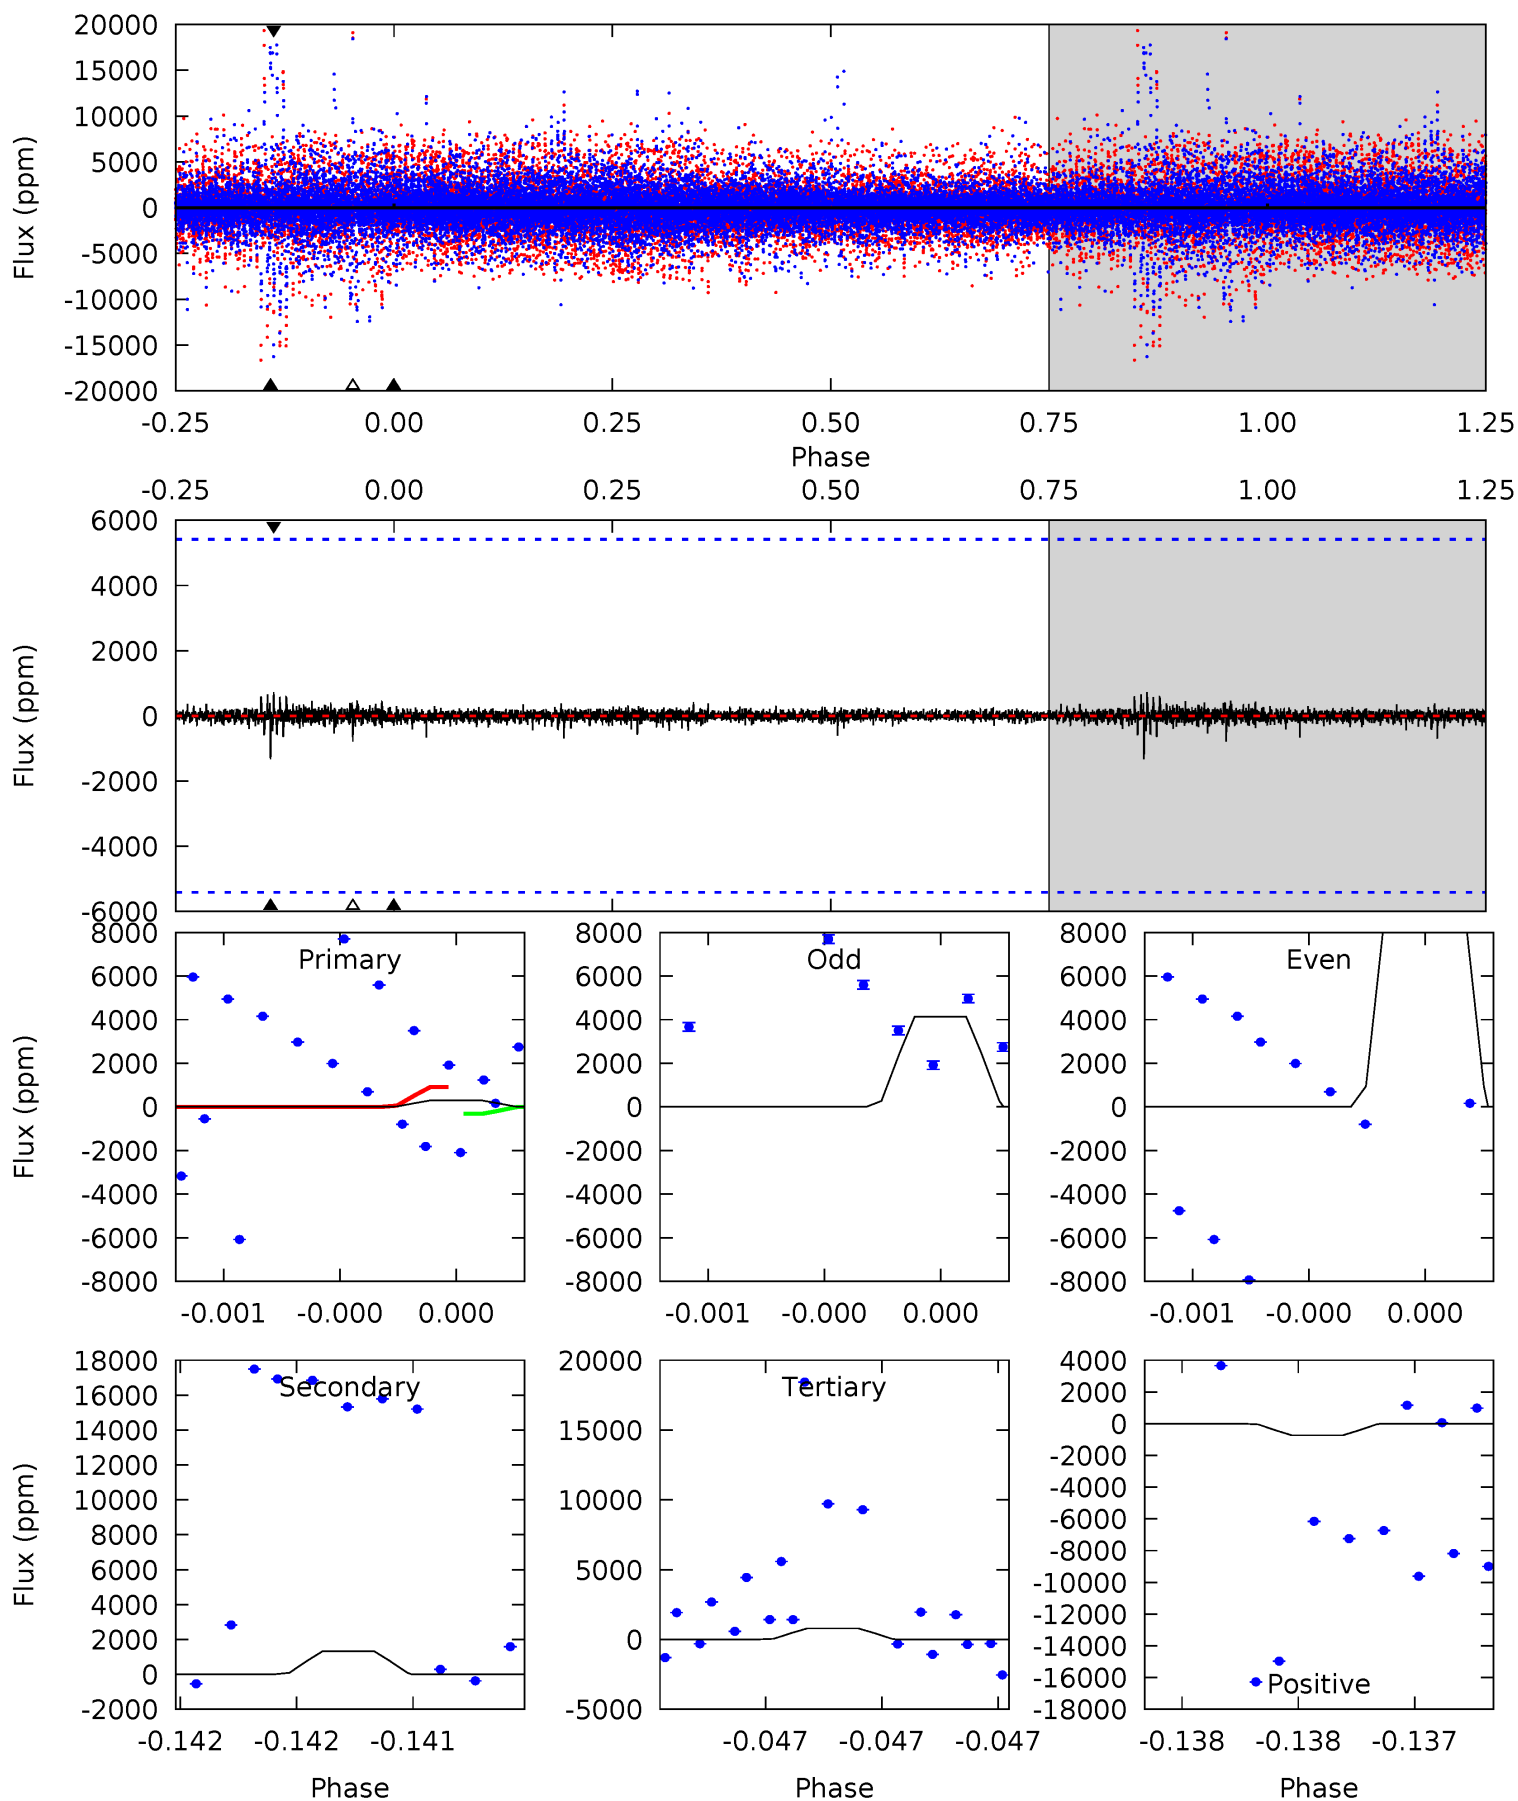 20000
15000
10000
5000
0
-5000
-10000
-15000
-20000
Flux (ppm)
-0.25 0.00 0.25 0.50 0.75 1.00 1.25
Phase
-0.25 0.00 0.25 0.50 0.75 1.00 1.25
6000
4000
2000
0
-2000
-4000
-6000
Flux (ppm)
8000 8000 8000
Primary Odd Even
6000 6000 6000
4000 4000 4000
2000 2000 2000
0 0 0
-2000 -2000 -2000
-4000 -4000 -4000
-6000 -6000 -6000
-8000 -8000 -8000
Flux (ppm)
-0.001 -0.000 0.000 -0.001 -0.000 0.000 -0.001 -0.000 0.000
Secondary Tertiary Positive
18000
16000
14000
12000
10000
8000
6000
4000
2000
0
-2000
Flux (ppm)
20000
15000
10000
5000
0
-5000
4000
2000
0
-2000
-4000
-6000
-8000
-10000
-12000
-14000
-16000
-18000
-0.142 -0.142 -0.141 -0.047 -0.047 -0.047 -0.138 -0.138 -0.137
Phase Phase Phase